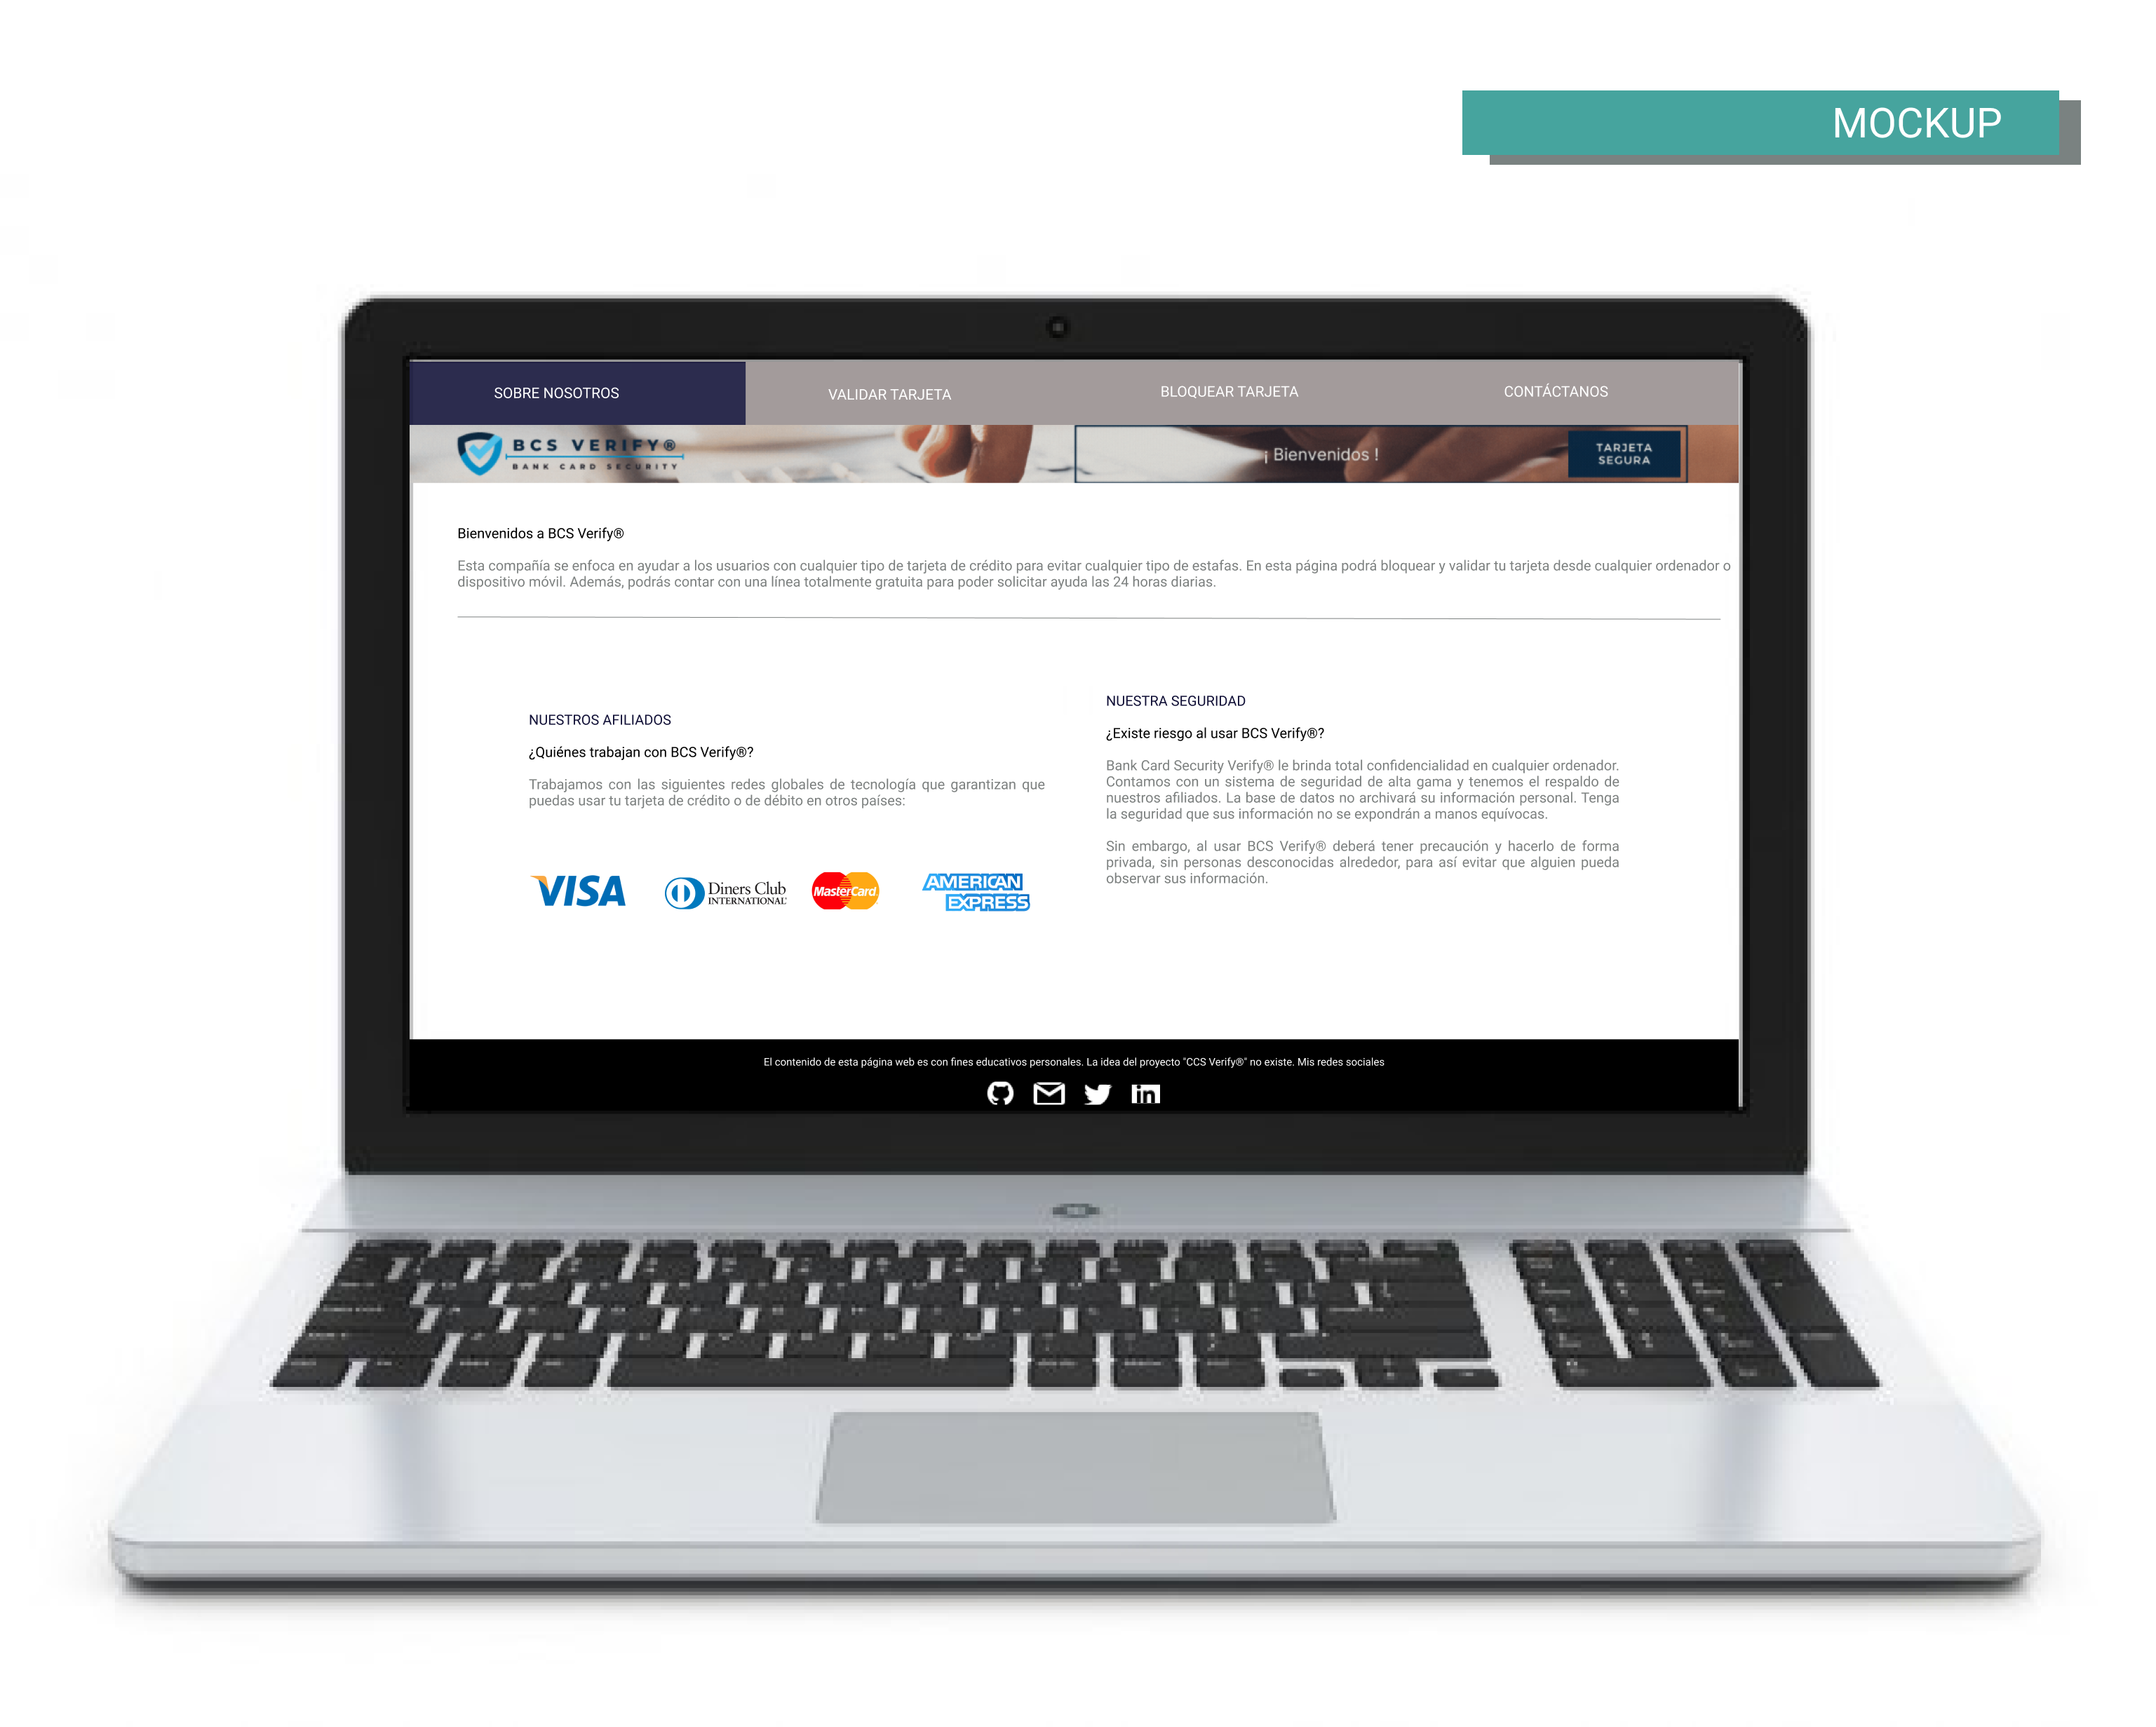 MOCKUP
SOBRE NOSOTROS
VALIDAR TARJETA
BLOQUEAR TARJETA
CONTÁCTANOS
BCS VERIFY®
BANK CARD SECURITY
¡ Bienvenidos !
TARJETA
SEGURA
Bienvenidos a BCS Verify®
Esta compañía se enfoca en ayudar a los usuarios con cualquier tipo de tarjeta de crédito para evitar cualquier tipo de estafas. En esta página podrá bloquear y validar tu tarjeta desde cualquier ordenador o
dispositivo móvil. Además, podrás contar con una línea totalmente gratuita para poder solicitar ayuda las 24 horas diarias.
NUESTROS AFILIADOS
¿Quiénes trabajan con BCS Verify®?
Trabajamos con las siguientes redes globales de tecnología que garantizan que
puedas usar tu tarjeta de crédito o de débito en otros países:
VISA
Diners Club
INTERNATIONAL
MasterCard
AMERICAN
EXPRESS
NUESTRA SEGURIDAD
¿Existe riesgo al usar BCS Verify®?
Bank Card Security Verify® le brinda total confidencialidad en cualquier ordenador.
Contamos con un sistema de seguridad de alta gama y tenemos el respaldo de
nuestros afiliados. La base de datos no archivará su información personal. Tenga
la seguridad que sus información no se expondrán a manos equívocas.
Sin embargo, al usar BCS Verify® deberá tener precaución y hacerlo de forma
privada, sin personas desconocidas alrededor, para así evitar que alguien pueda
observar sus información.
El contenido de esta página web es con fines educativos personales. La idea del proyecto "CCS Verify®" no existe. Mis redes sociales
in